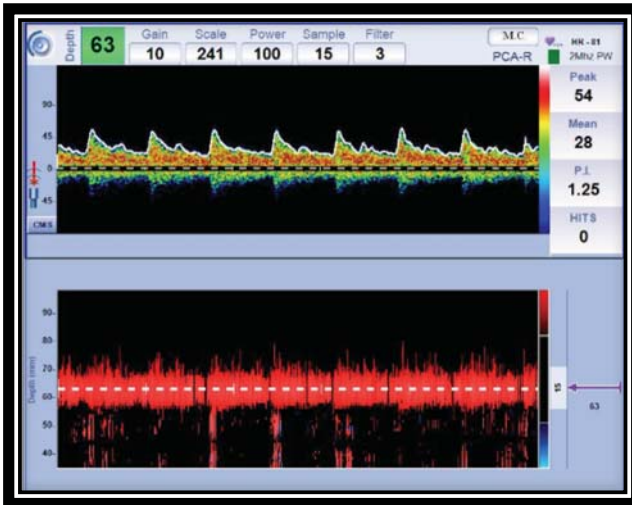 Depth 63 Gain 10 Scale 241 Power 100 Sample 15 Filter 3
M.C
PCA-R
HR - 81
2Mhz PW
Peak
54
Mean
28
P.I.
1.25
HITS
0
90
45
0
45
CM/S
Depth (mm)
90
80
70
60
50
40
15
63